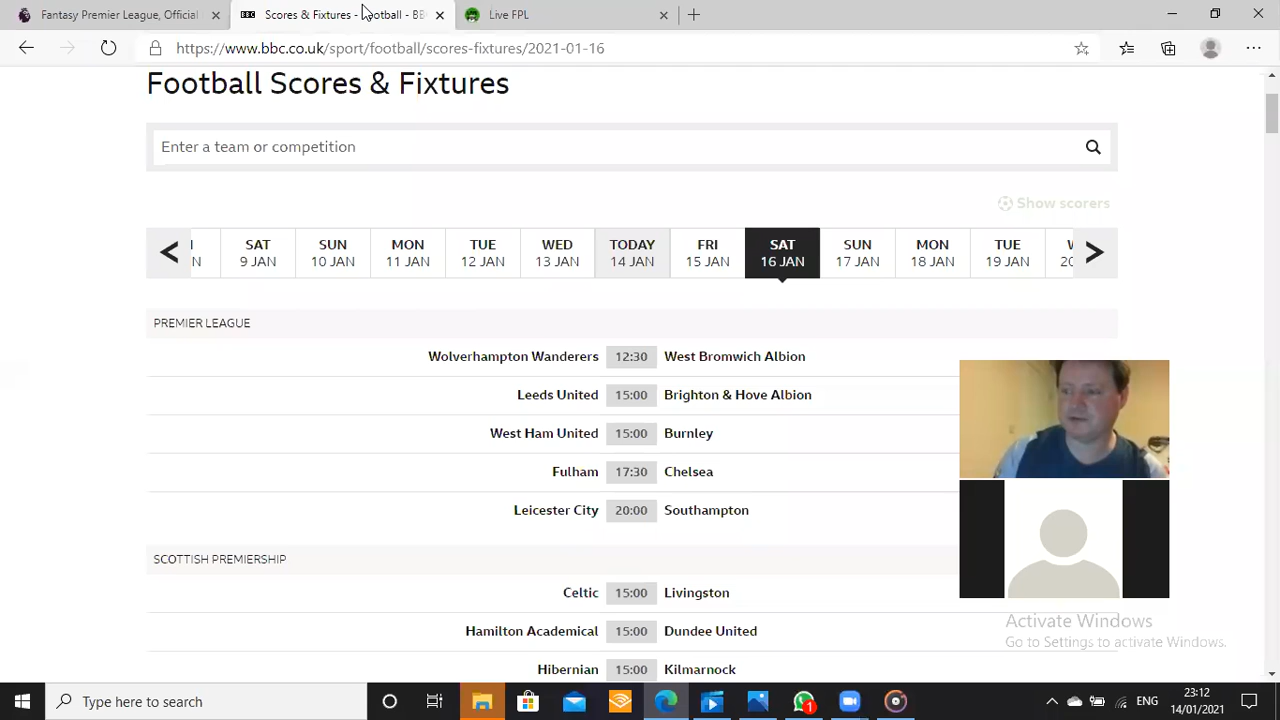 Fantasy Premier League, Official
Scores & Fixtures - Football - BB
Live FPL
https://www.bbc.co.uk/sport/football/scores-fixtures/2021-01-16
Football Scores & Fixtures
Enter a team or competition
Show scorers
SAT SUN MON TUE WED TODAY FRI SAT SUN MON TUE
9 JAN 10 JAN 11 JAN 12 JAN 13 JAN 14 JAN 15 JAN 16 JAN 17 JAN 18 JAN 19 JAN 20
PREMIER LEAGUE
Wolverhampton Wanderers 12:30 West Bromwich Albion
Leeds United 15:00 Brighton & Hove Albion
West Ham United 15:00 Burnley
Fulham 17:30 Chelsea
Leicester City 20:00 Southampton
SCOTTISH PREMIERSHIP
Celtic 15:00 Livingston
Hamilton Academical 15:00 Dundee United
Hibernian 15:00 Kilmarnock
Activate Windows
Go to Settings to activate Windows.
Type here to search
1
ENG
23:12
14/01/2021